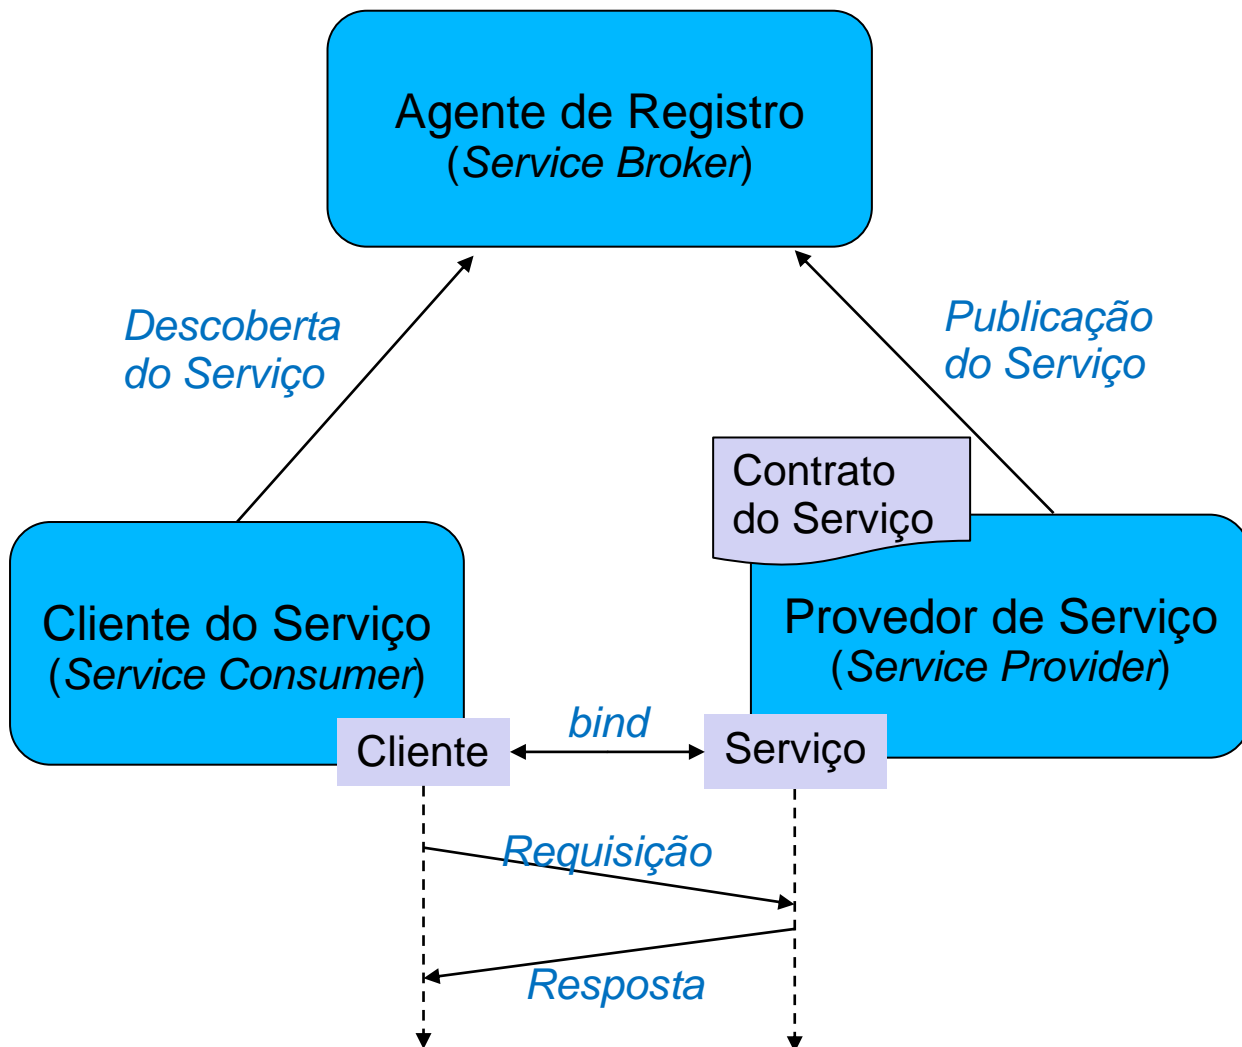 Agente de Registro
(Service Broker)
Descoberta
do Serviço
Publicação
do Serviço
Contrato
do Serviço
Cliente do Serviço
(Service Consumer)
Provedor de Serviço
(Service Provider)
Cliente
bind
Serviço
Requisição
Resposta